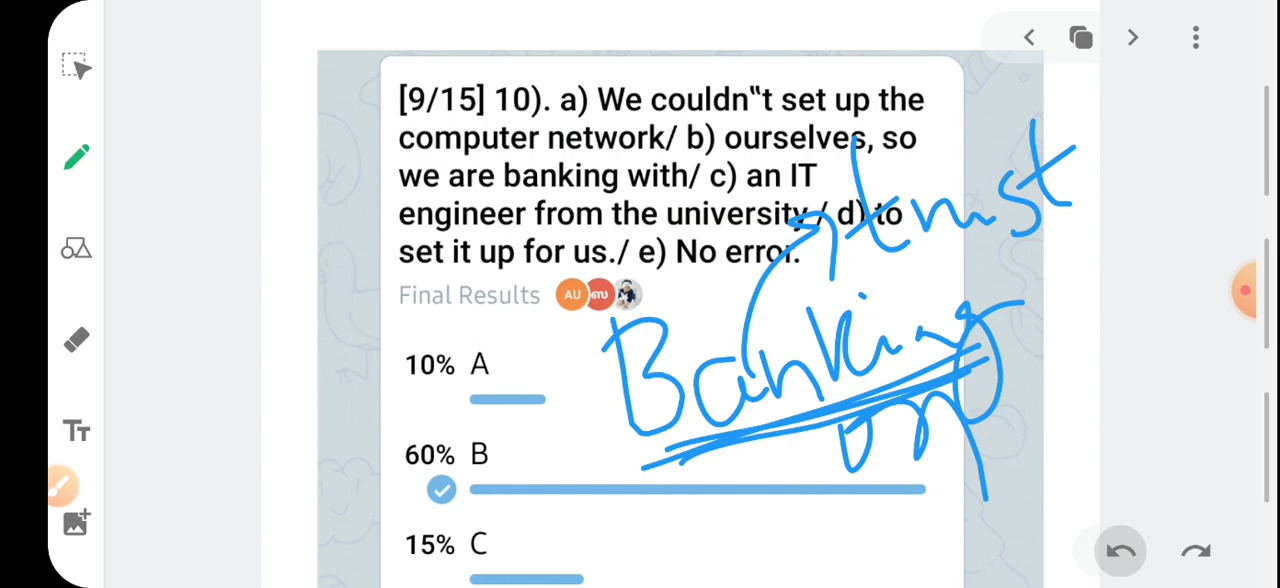 [9/15] 10). a) We couldn‟t set up the
computer network/ b) ourselves, so
we are banking with/ c) an IT
engineer from the university / d) to
set it up for us./ e) No error.
trust
Final Results AU
Banking
on
10% A
60% B
15% C
TT